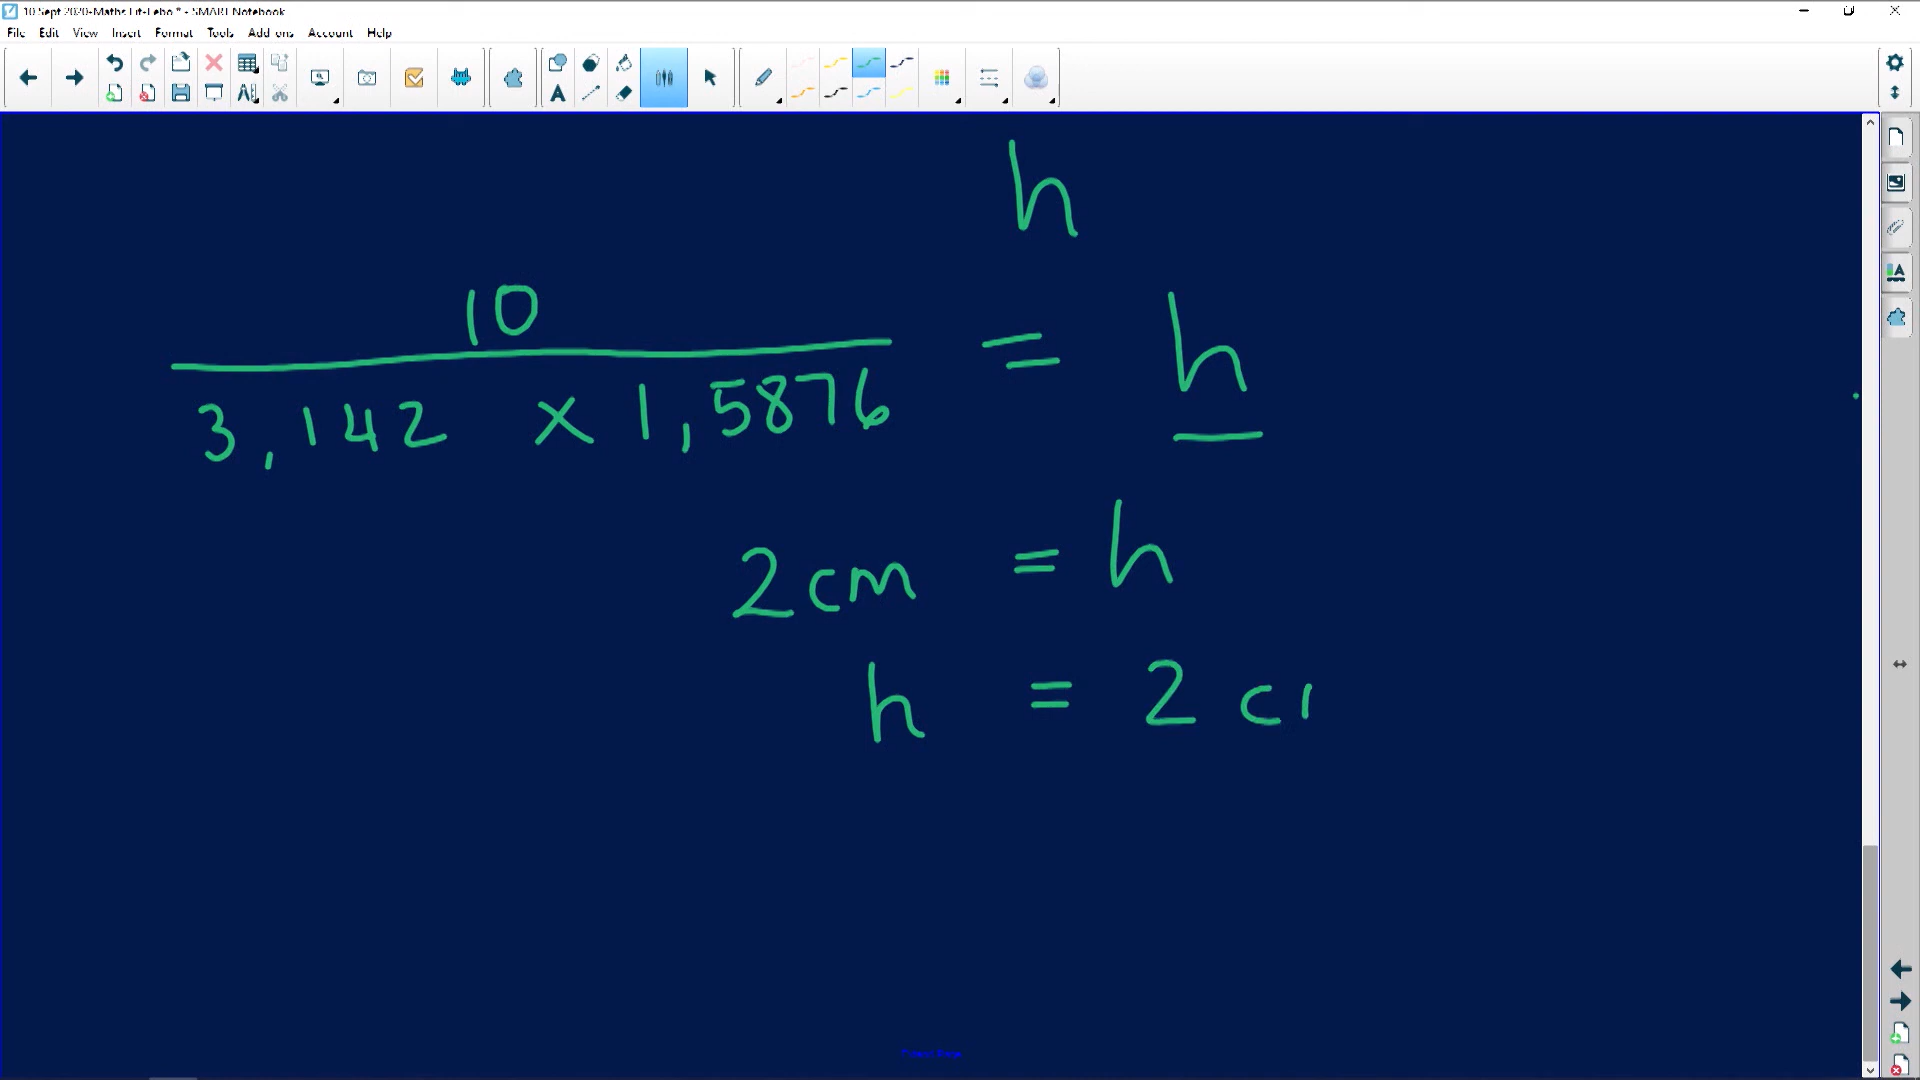 10 Sept 2020-Maths Lit-Lebo * - SMART Notebook
File Edit View Insert Format Tools Add-ons Account Help
h
10
= h
3,142 × 1,5876
2cm = h
h = 2 c